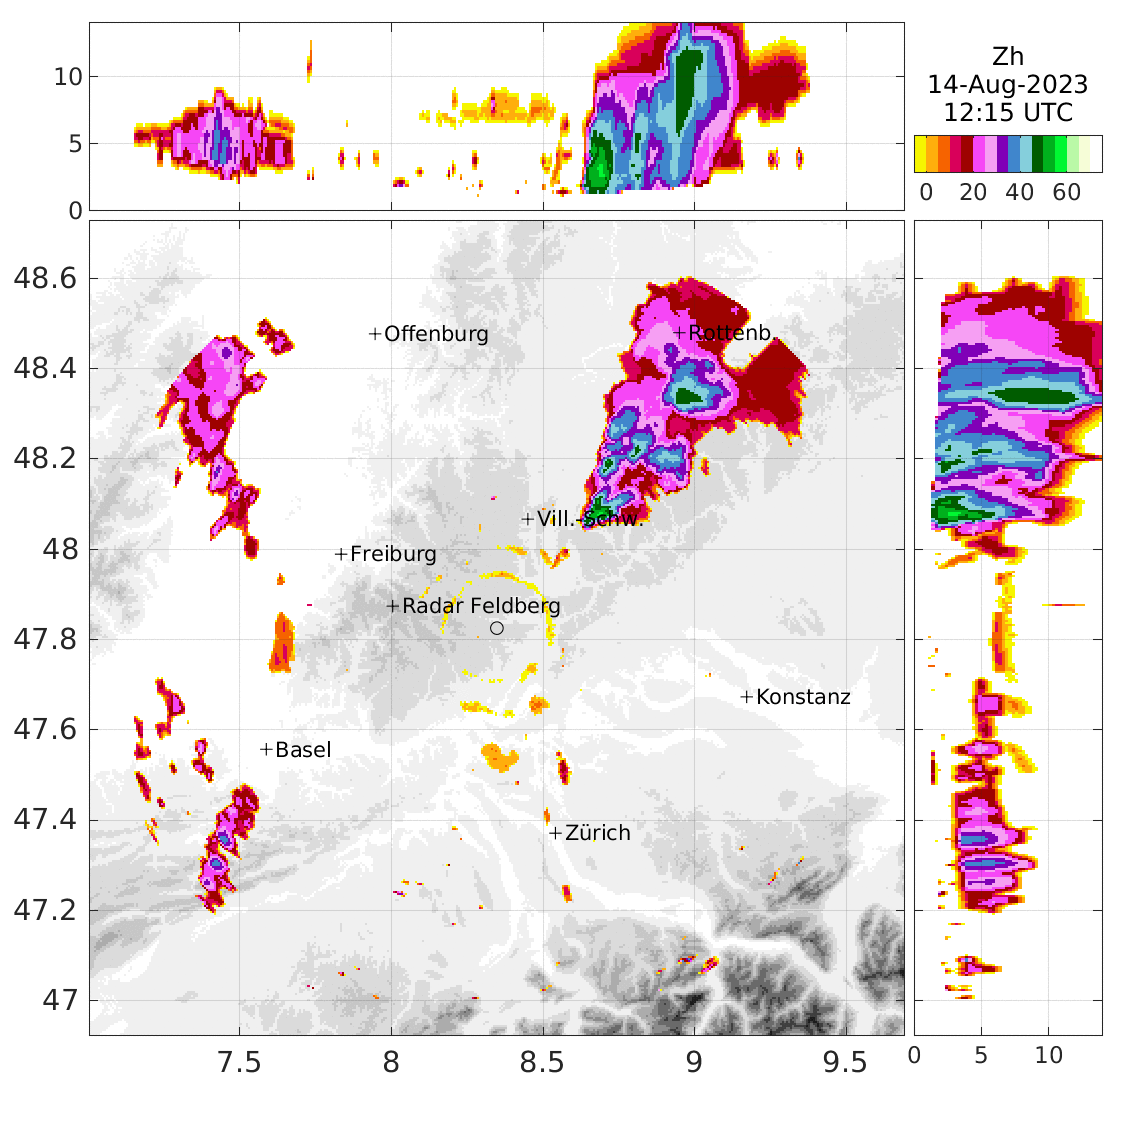 10
5
0
Zh
14-Aug-2023
12:15 UTC
0 20 40 60
48.6
48.4
48.2
48
47.8
47.6
47.4
47.2
47
Offenburg
Rottenb.
Vill.-Schw.
Freiburg
Radar Feldberg
Konstanz
Basel
Zürich
7.5 8 8.5 9 9.5
0 5 10